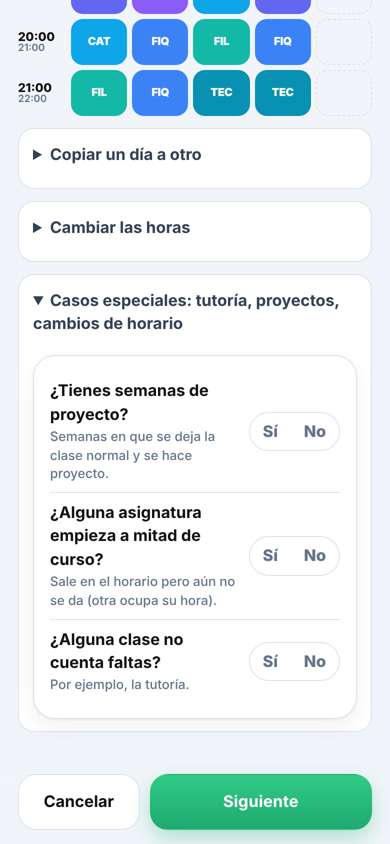 20:00
21:00
CAT
FIQ
FIL
FIQ
21:00
22:00
FIL
FIQ
TEC
TEC
Copiar un día a otro
Cambiar las horas
Casos especiales: tutoría, proyectos,
cambios de horario
¿Tienes semanas de
proyecto?
Semanas en que se deja la
clase normal y se hace
proyecto.
Sí No
¿Alguna asignatura
empieza a mitad de
curso?
Sale en el horario pero aún no
se da (otra ocupa su hora).
Sí No
¿Alguna clase no
cuenta faltas?
Por ejemplo, la tutoría.
Sí No
Cancelar
Siguiente